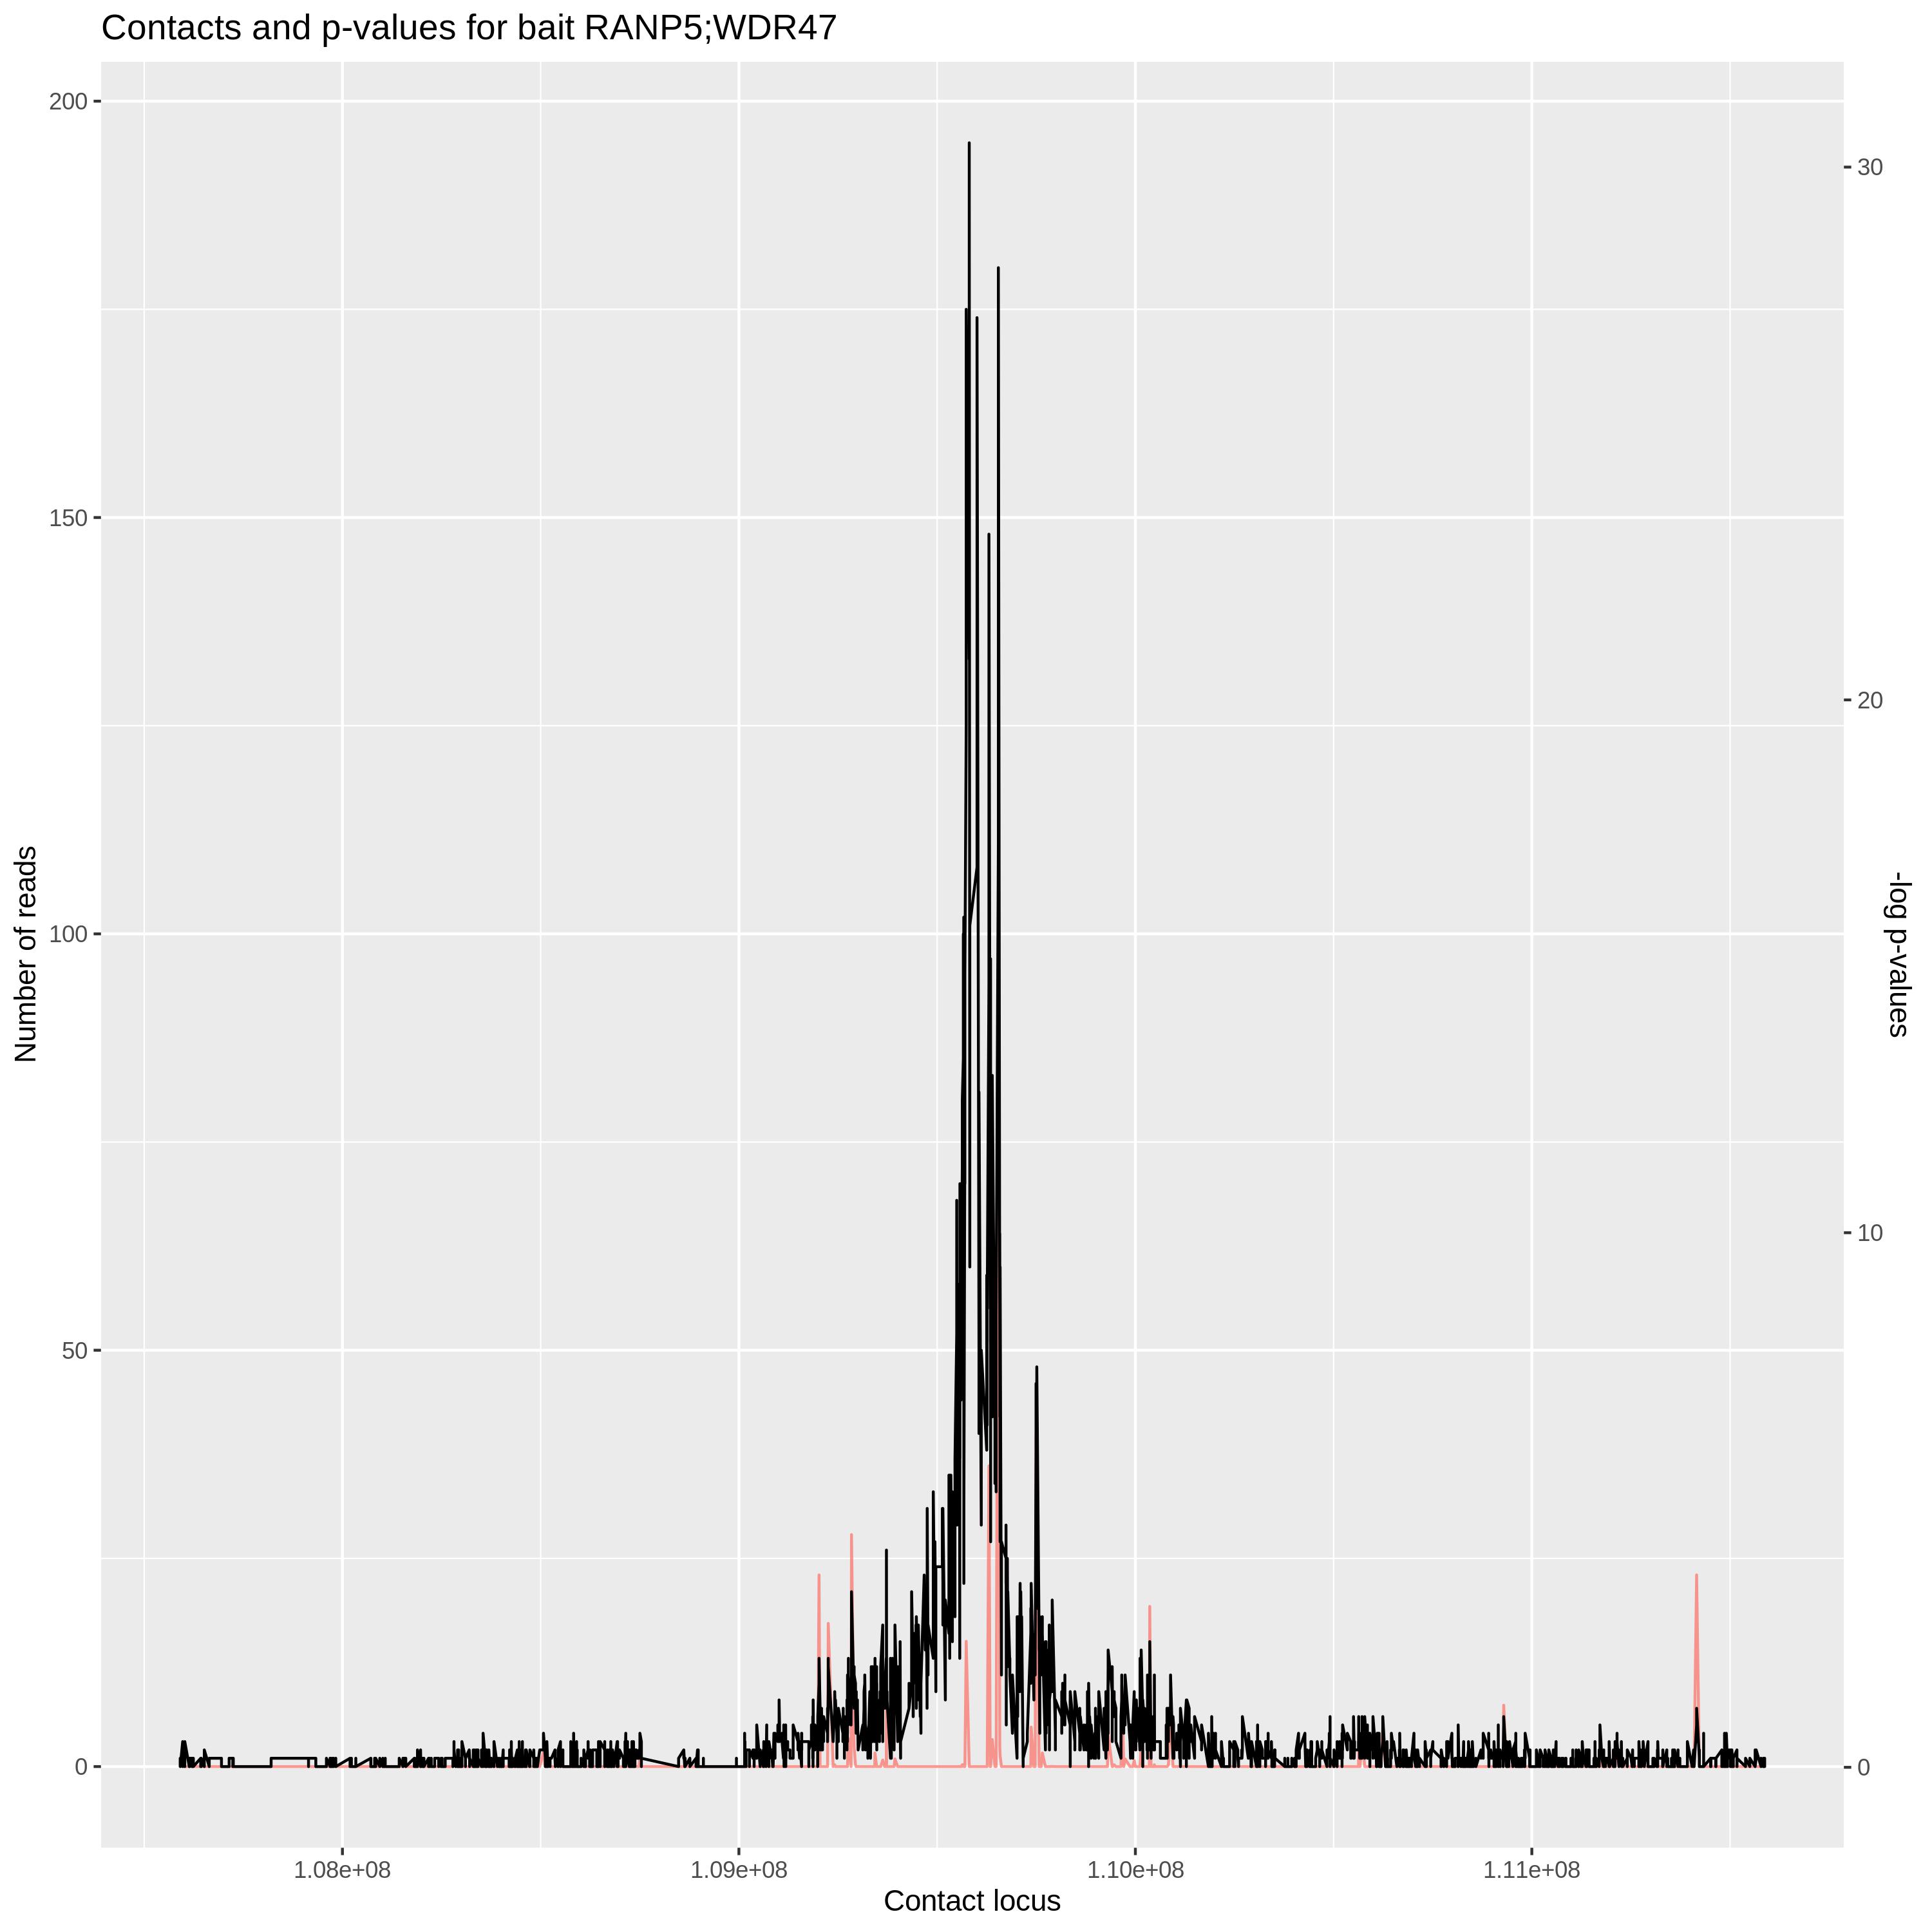 Contacts and p-values for bait RANP5;WDR47
200
150
100
50
0
Number of reads
30
20
10
0
-log p-values
1.08e+08
1.09e+08
1.10e+08
1.11e+08
Contact locus